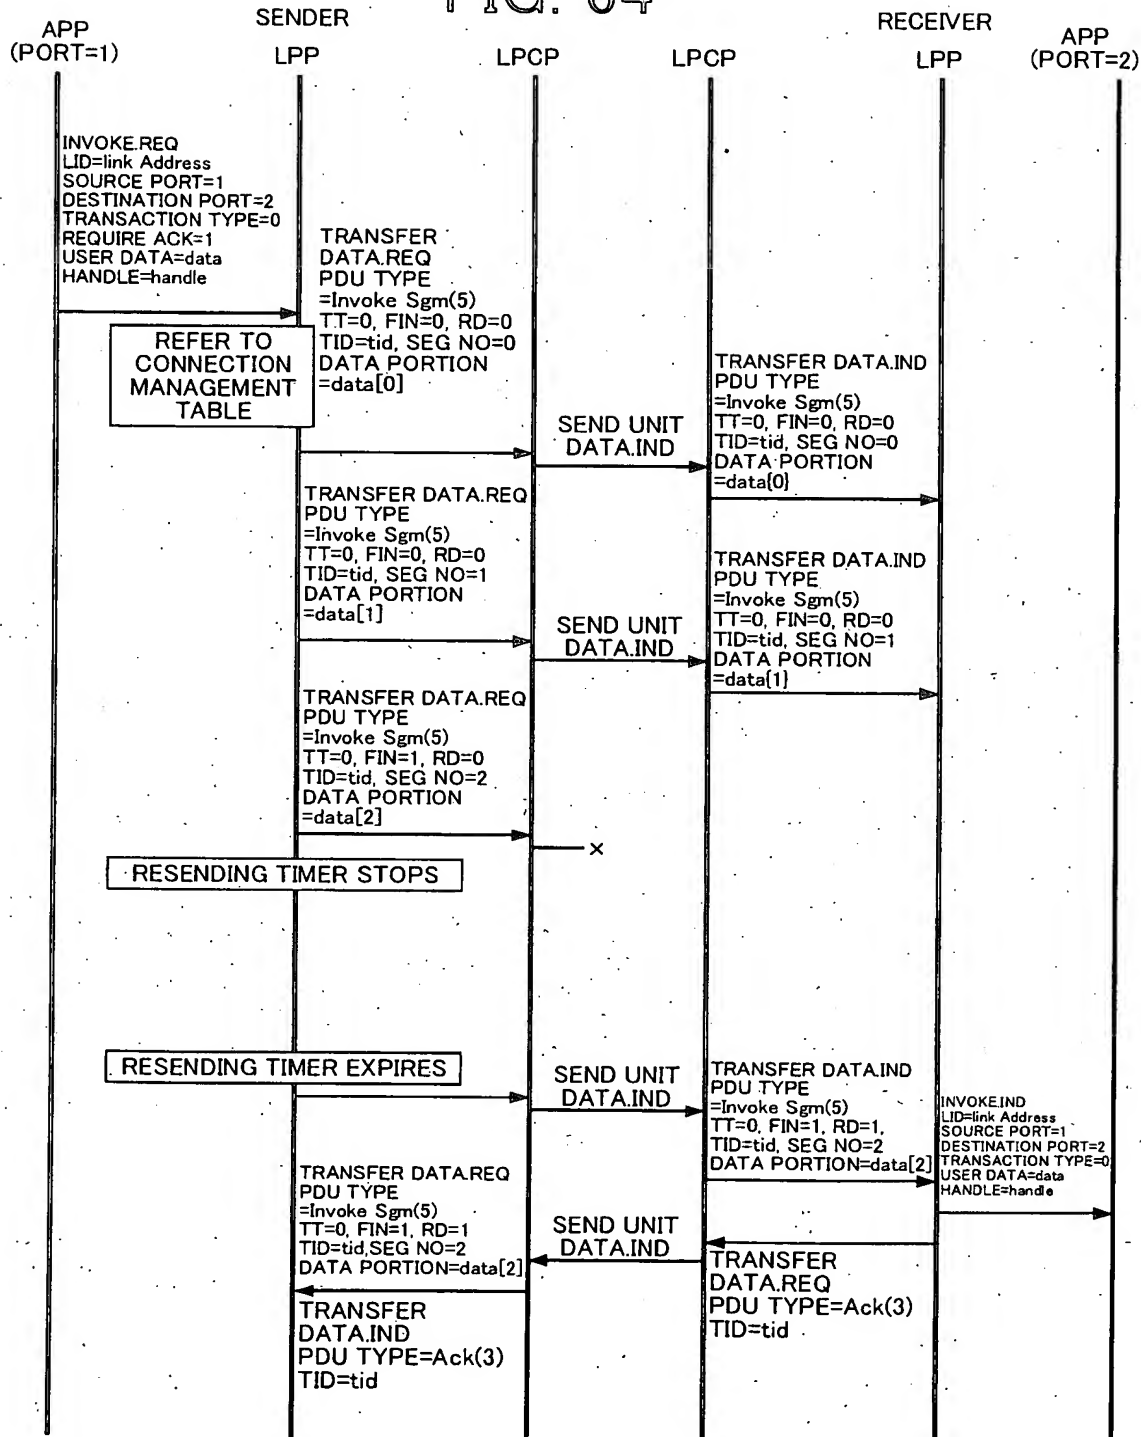 FIG. 64
SENDER
RECEIVER
APP
(PORT=1)
LPP
LPCP
LPCP
LPP
APP
(PORT=2)
INVOKE.REQ
LID=link Address
SOURCE PORT=1
DESTINATION PORT=2
TRANSACTION TYPE=0
REQUIRE ACK=1
USER DATA=data
HANDLE=handle
REFER TO
CONNECTION
MANAGEMENT
TABLE
TRANSFER
DATA.REQ
PDU TYPE
=Invoke Sgm(5)
TT=0, FIN=0, RD=0
TID=tid, SEG NO=0
DATA PORTION
=data[0]
SEND UNIT
DATA.IND
TRANSFER DATA.IND
PDU TYPE
=Invoke Sgm(5)
TT=0, FIN=0, RD=0
TID=tid, SEG NO=0
DATA PORTION
=data[0]
TRANSFER DATA.REQ
PDU TYPE
=Invoke Sgm(5)
TT=0, FIN=0, RD=0
TID=tid, SEG NO=1
DATA PORTION
=data[1]
SEND UNIT
DATA.IND
TRANSFER DATA.IND
PDU TYPE
=Invoke Sgm(5)
TT=0, FIN=0, RD=0
TID=tid, SEG NO=1
DATA PORTION
=data[1]
TRANSFER DATA.REQ
PDU TYPE
=Invoke Sgm(5)
TT=0, FIN=1, RD=0
TID=tid, SEG NO=2
DATA PORTION
=data[2]
×
RESENDING TIMER STOPS
RESENDING TIMER EXPIRES
SEND UNIT
DATA.IND
TRANSFER DATA.IND
PDU TYPE
=Invoke Sgm(5)
TT=0, FIN=1, RD=1,
TID=tid, SEG NO=2
DATA PORTION=data[2]
INVOKE.IND
LID=link Address
SOURCE PORT=1
DESTINATION PORT=2
TRANSACTION TYPE=0
USER DATA=data
HANDLE=handle
TRANSFER DATA.REQ
PDU TYPE
=Invoke Sgm(5)
TT=0, FIN=1, RD=1
TID=tid,SEG NO=2
DATA PORTION=data[2]
SEND UNIT
DATA.IND
TRANSFER
DATA.REQ
PDU TYPE=Ack(3)
TID=tid
TRANSFER
DATA.IND
PDU TYPE=Ack(3)
TID=tid